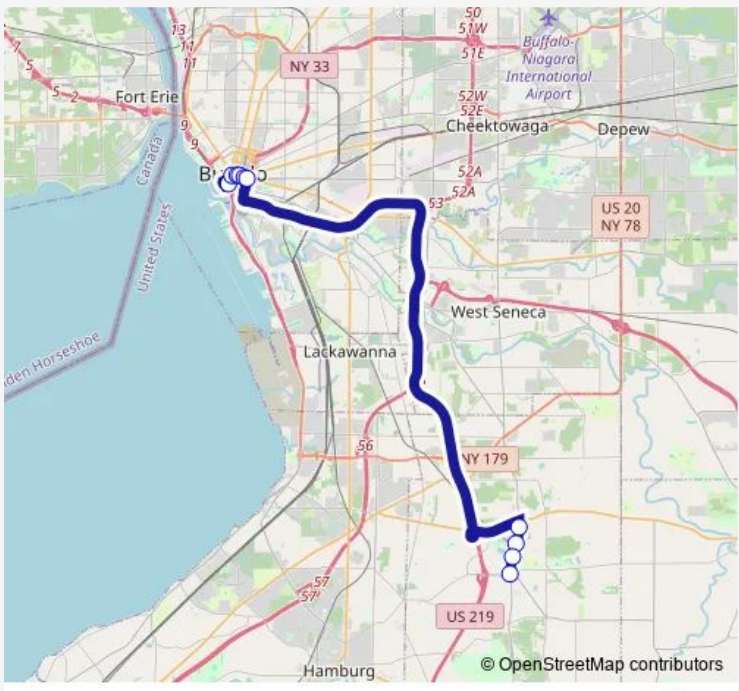 50
51W
51E
13
11
11
NY 33
Buffalo-
Niagara
International
Airport
7
5
5 2
Fort Erie
9
9
52W
52E
Cheektowaga
Depew
Canada
52A
52A
53
US 20
NY 78
United States
West Seneca
den Horseshoe
Lackawanna
56
NY 179
57
57
US 219
Hamburg
© OpenStreetMap contributors